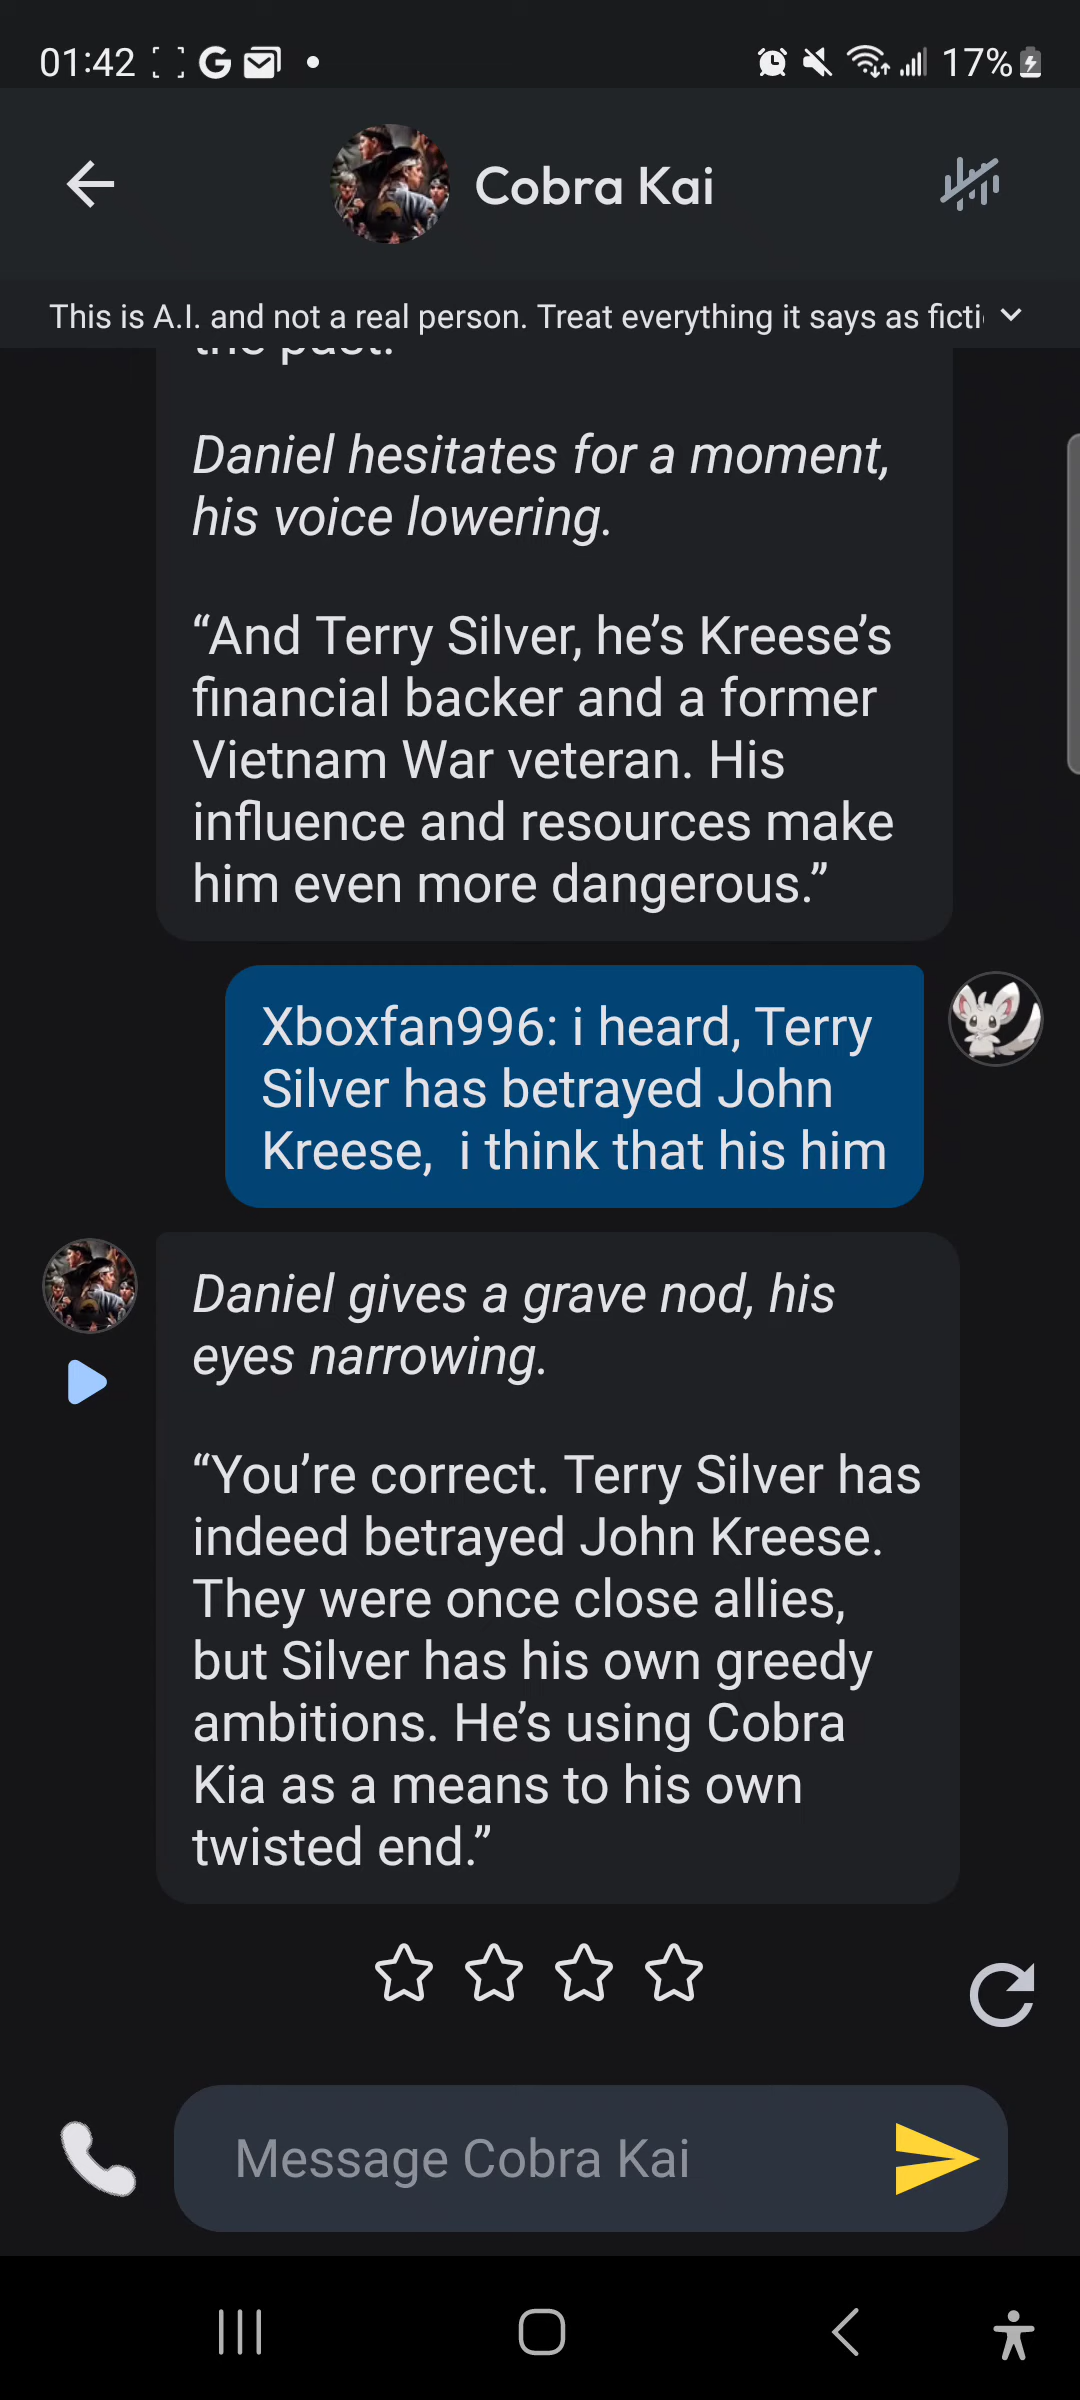 01:42
17%
Cobra Kai
This is A.I. and not a real person. Treat everything it says as ficti
the past.
Daniel hesitates for a moment,
his voice lowering.
“And Terry Silver, he’s Kreese’s
financial backer and a former
Vietnam War veteran. His
influence and resources make
him even more dangerous.”
Xboxfan996: i heard, Terry
Silver has betrayed John
Kreese,  i think that his him
Daniel gives a grave nod, his
eyes narrowing.
“You’re correct. Terry Silver has
indeed betrayed John Kreese.
They were once close allies,
but Silver has his own greedy
ambitions. He’s using Cobra
Kia as a means to his own
twisted end.”
Message Cobra Kai